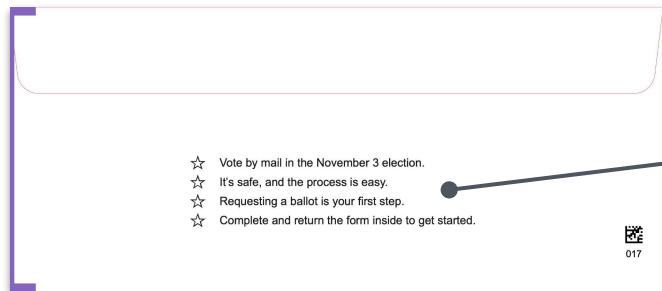 ☆ Vote by mail in the November 3 election.
☆ It's safe, and the process is easy.
☆ Requesting a ballot is your first step.
☆ Complete and return the form inside to get started.
017